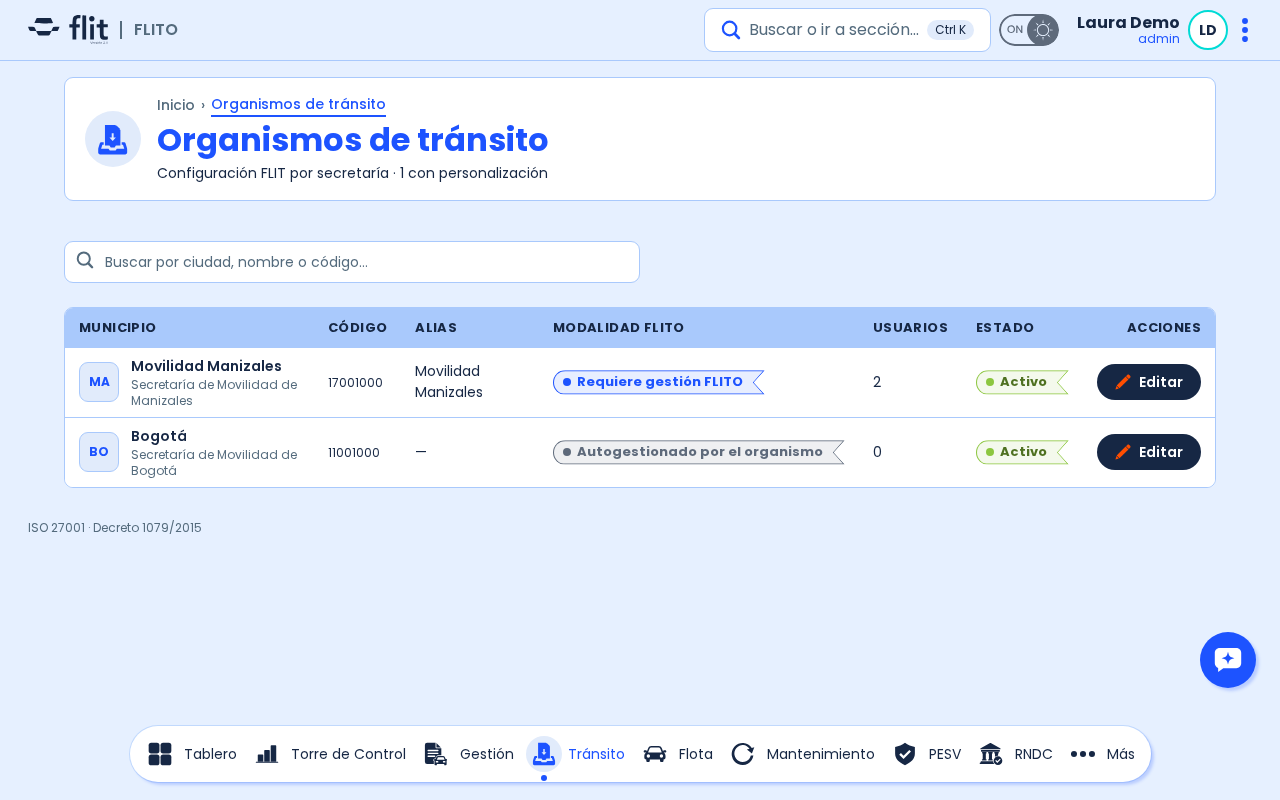 flit
FLITO
Buscar o ir a sección...
Ctrl K
ON
Laura Demo
admin
LD
Inicio › Organismos de tránsito
Organismos de tránsito
Configuración FLIT por secretaría · 1 con personalización
Buscar por ciudad, nombre o código...
MUNICIPIO CÓDIGO ALIAS MODALIDAD FLITO USUARIOS ESTADO ACCIONES
MA
Movilidad Manizales
Secretaría de Movilidad de
Manizales
17001000
Movilidad
Manizales
Requiere gestión FLITO
2
Activo
Editar
BO
Bogotá
Secretaría de Movilidad de
Bogotá
11001000
—
Autogestionado por el organismo
0
Activo
Editar
ISO 27001 · Decreto 1079/2015
Tablero
Torre de Control
Gestión
Tránsito
Flota
Mantenimiento
PESV
RNDC
Más